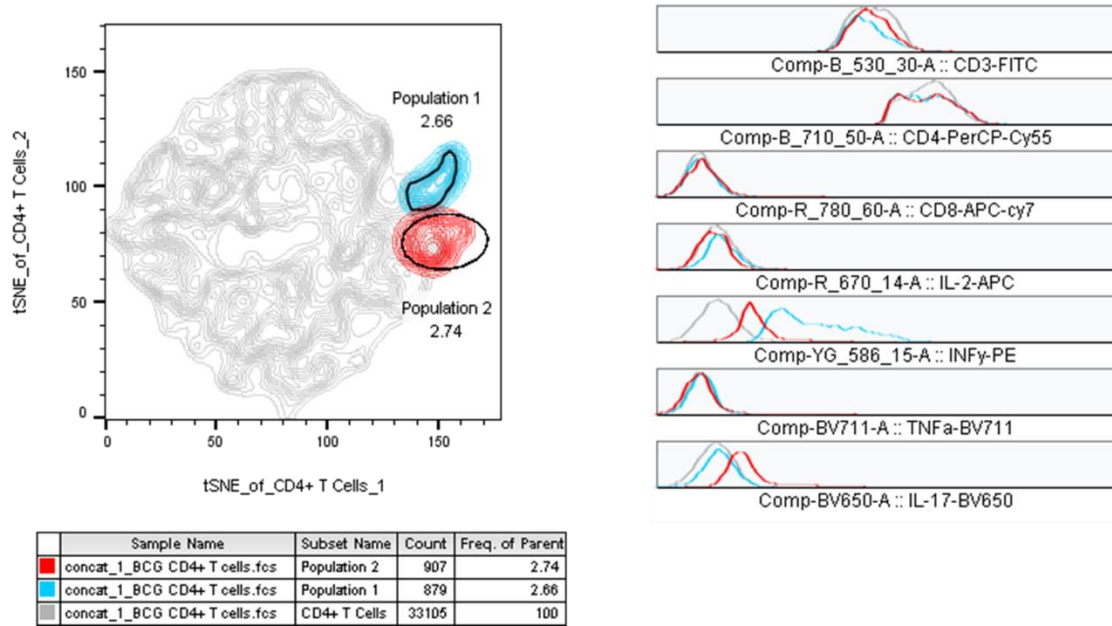 tSNE_of_CD4+ T Cells_2
150
100
50
0
0
50
100
150
tSNE_of_CD4+ T Cells_1
Population 1
2.66
Population 2
2.74
Comp-B_530_30-A :: CD3-FITC
Comp-B_710_50-A :: CD4-PerCP-Cy55
Comp-R_780_60-A :: CD8-APC-cy7
Comp-R_670_14-A :: IL-2-APC
Comp-YG_586_15-A :: INFy-PE
Comp-BV711-A :: TNFa-BV711
Comp-BV650-A :: IL-17-BV650
Sample Name Subset Name Count Freq. of Parent
concat_1_BCG CD4+ T cells.fcs Population 2 907 2.74
concat_1_BCG CD4+ T cells.fcs Population 1 879 2.66
concat_1_BCG CD4+ T cells.fcs CD4+ T Cells 33105 100